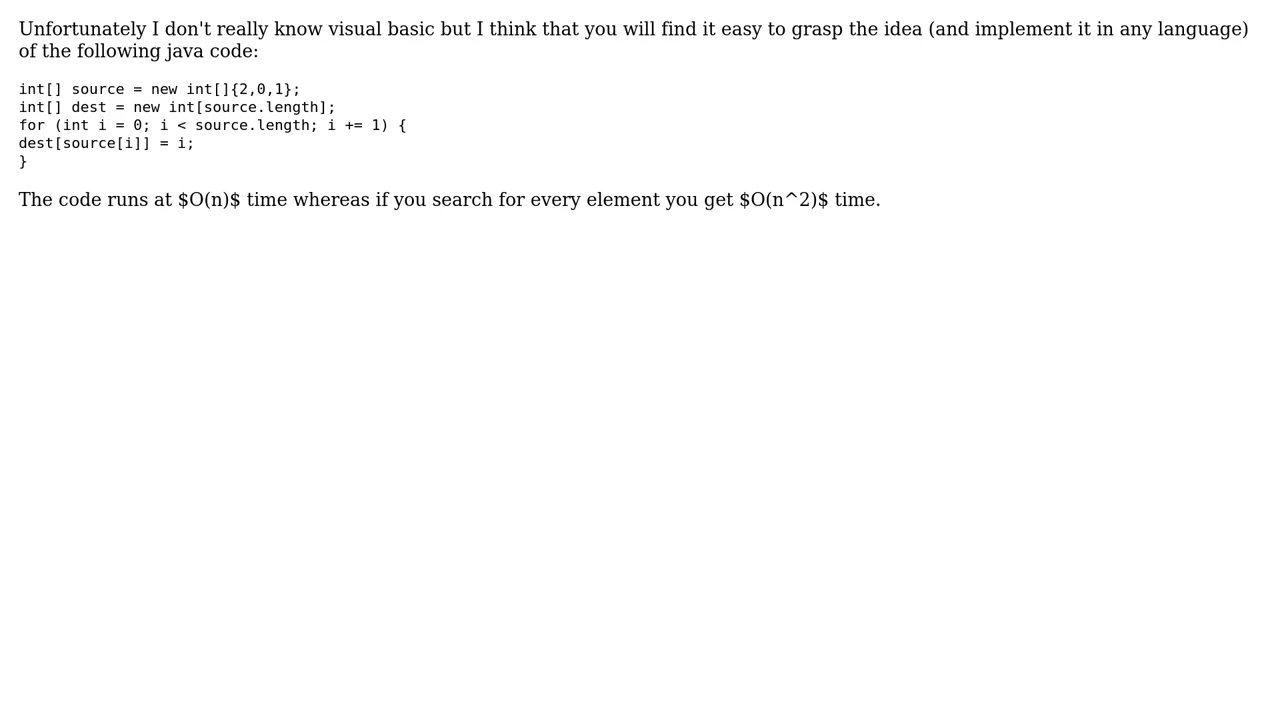 Unfortunately I don't really know visual basic but I think that you will find it easy to grasp the idea (and implement it in any language)
of the following java code:
int[] source = new int[]{2,0,1};
int[] dest = new int[source.length];
for (int i = 0; i < source.length; i += 1) {
dest[source[i]] = i;
}
The code runs at $O(n)$ time whereas if you search for every element you get $O(n^2)$ time.